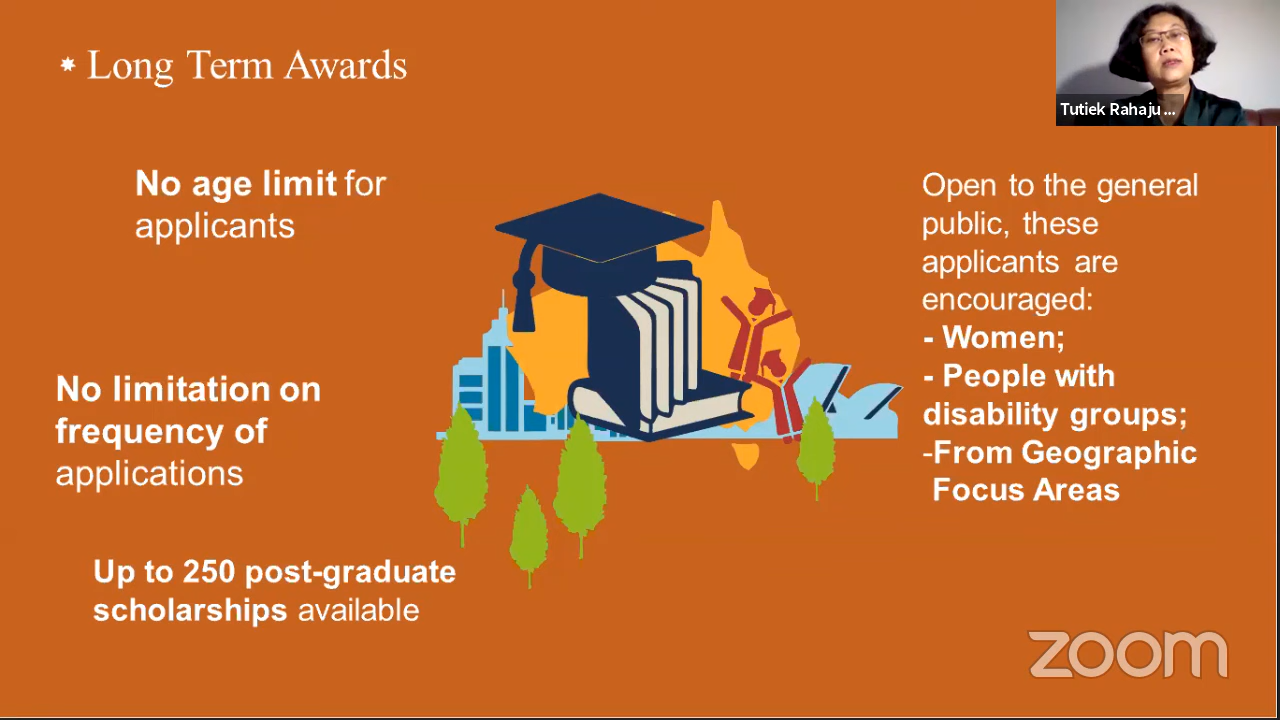 Long Term Awards
Tutiek Rahaju ...
No age limit for
applicants
No limitation on
frequency of
applications
Up to 250 post-graduate
scholarships available
Open to the general
public, these
applicants are
encouraged:
- Women;
- People with
disability groups;
-From Geographic
Focus Areas
zoom